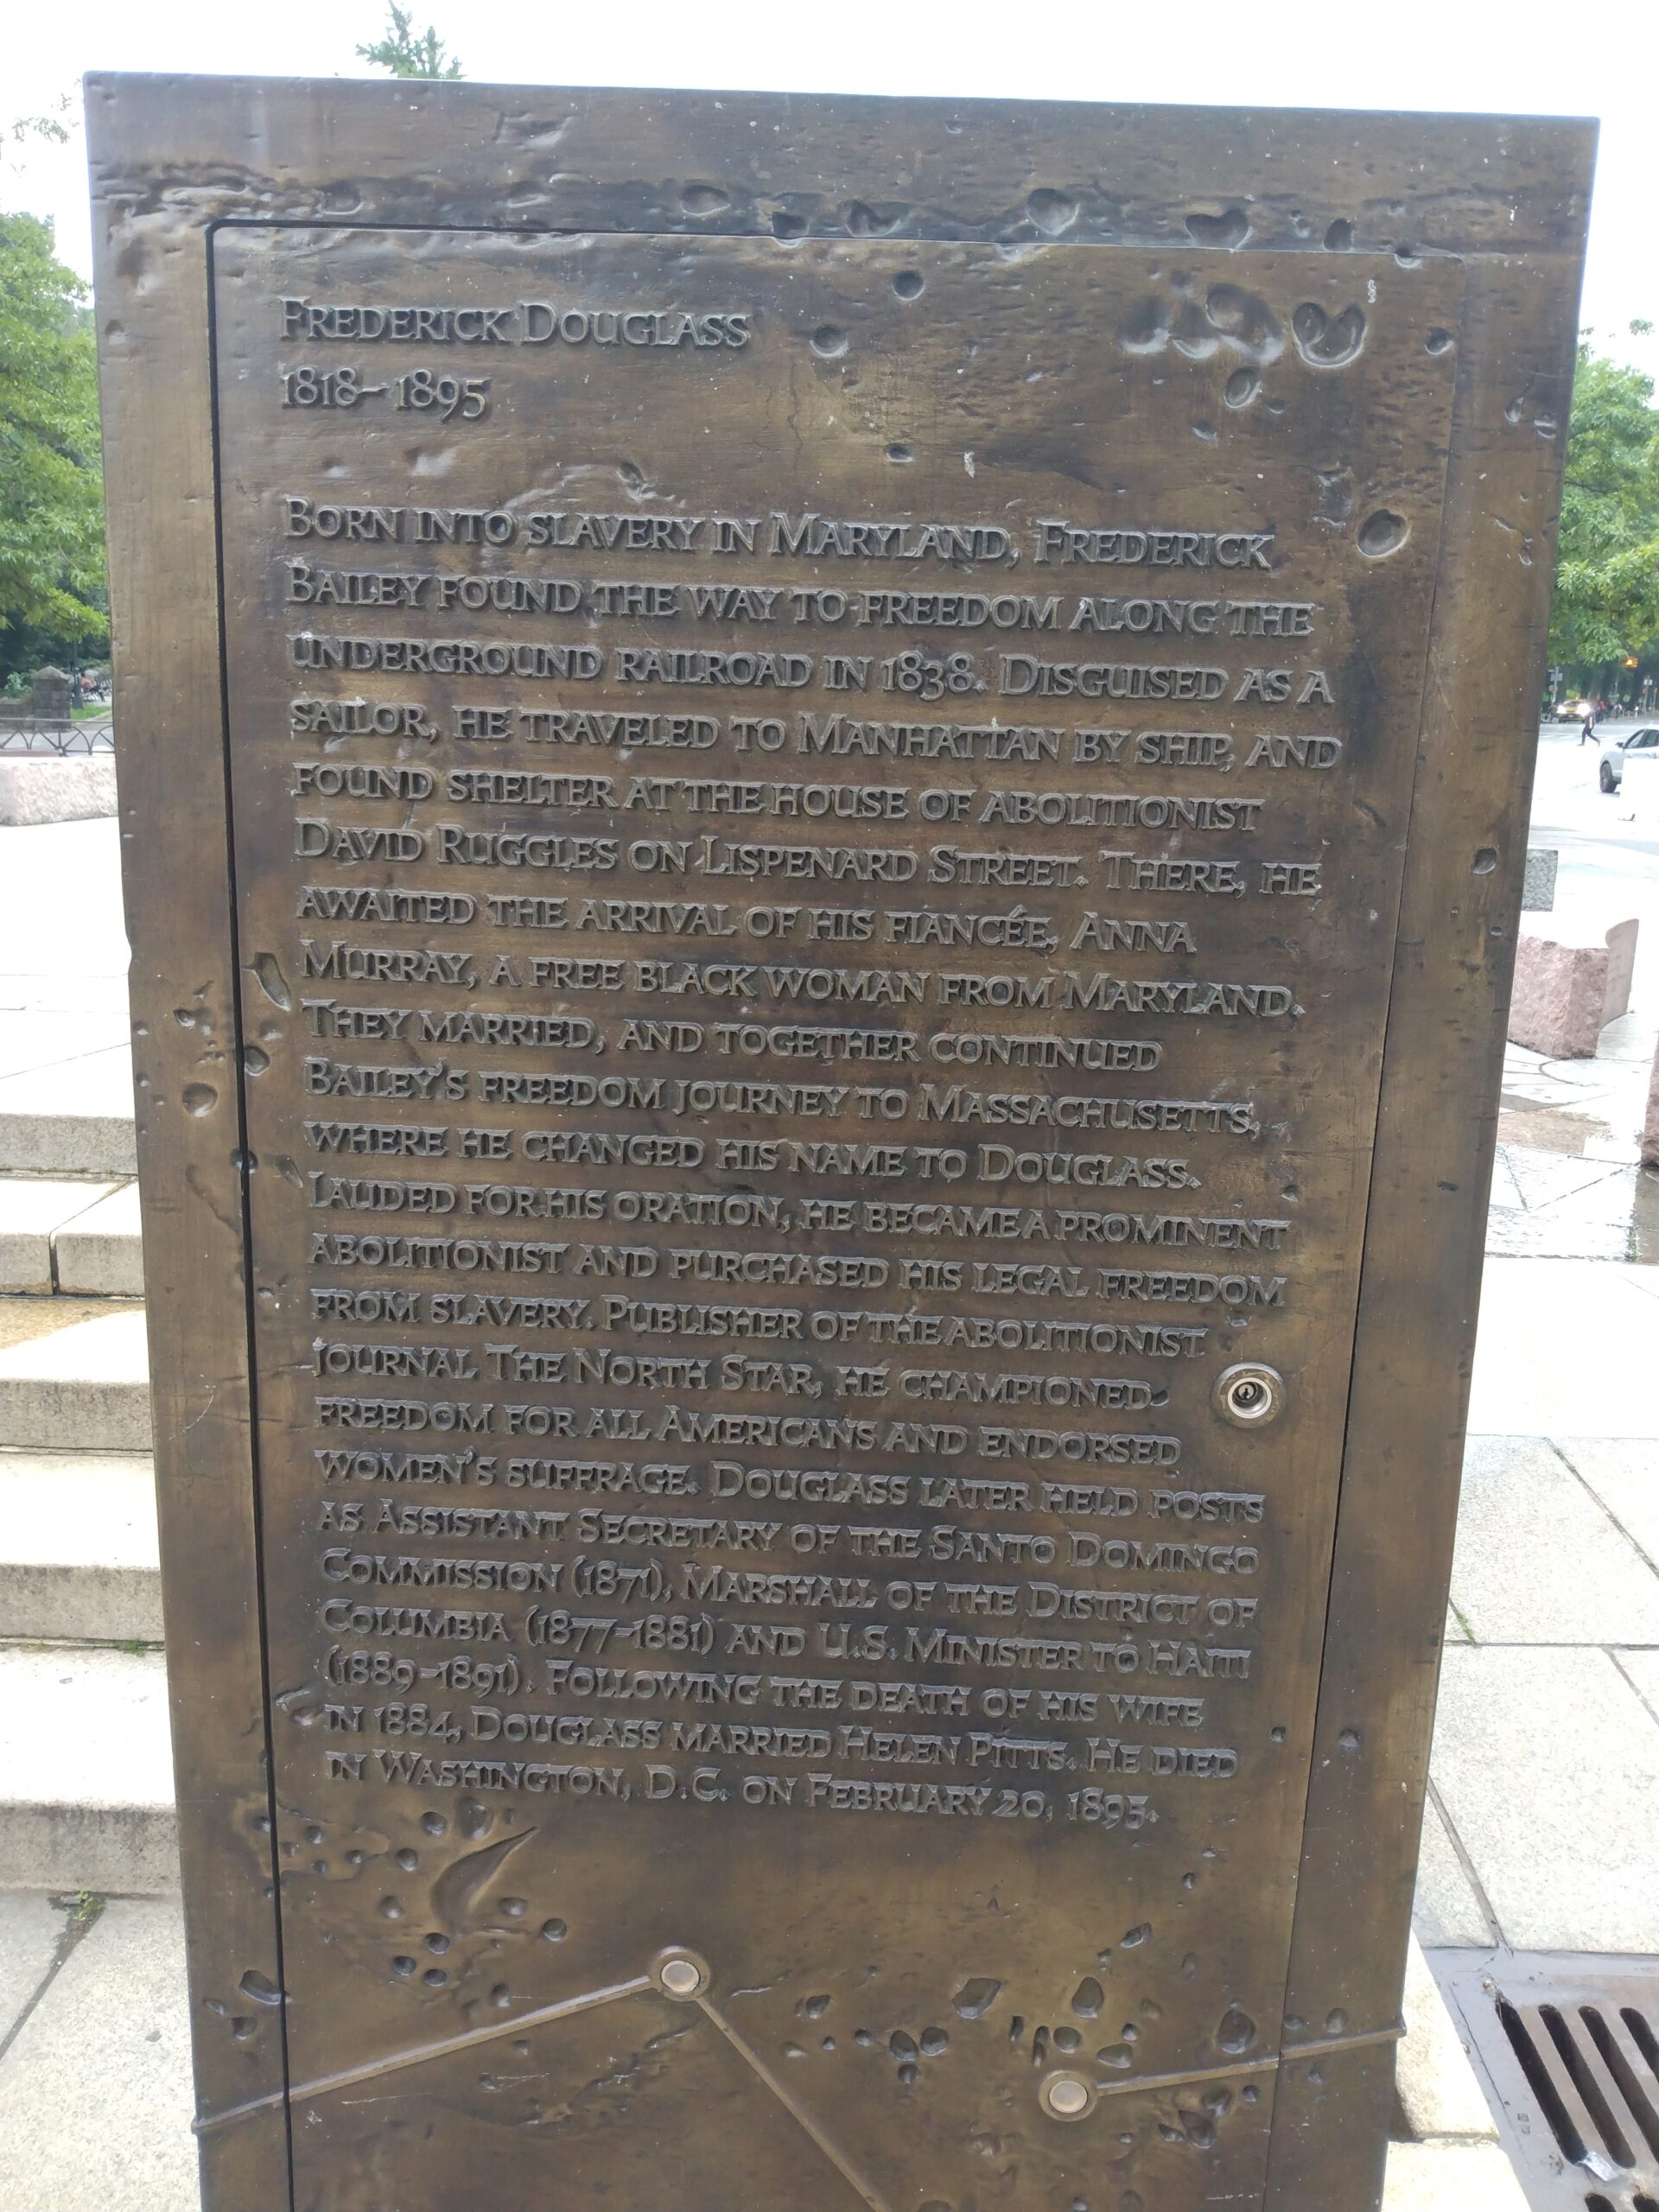 Frederick Douglass
1818-1895
Born into slavery in Maryland, Frederick
Bailey found the way to freedom along the
underground railroad in 1838. Disguised as a
sailor, he traveled to Manhattan by ship, and
found shelter at the house of abolitionist
David Ruggles on Lispenard Street. There, he
awaited the arrival of his fiancée, Anna
Murray, a free black woman from Maryland.
They married, and together continued
Bailey's freedom journey to Massachusetts,
where he changed his name to Douglass.
Lauded for his oration, he became a prominent
abolitionist and purchased his legal freedom
from slavery. Publisher of the abolitionist
journal The North Star, he championed
freedom for all Americans and endorsed
women's suffrage. Douglass later held posts
as Assistant Secretary of the Santo Domingo
Commission (1871), Marshall of the District of
Columbia (1877-1881) and U.S. Minister to Haiti
(1889-1891). Following the death of his wife
in 1884, Douglass married Helen Pitts. He died
in Washington, D.C. on February 20, 1895.